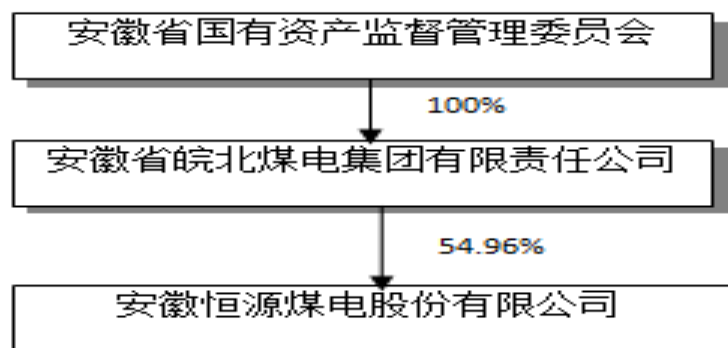 安徽省国有资产监督管理委员会
100%
安徽省皖北煤电集团有限责任公司
54.96%
安徽恒源煤电股份有限公司